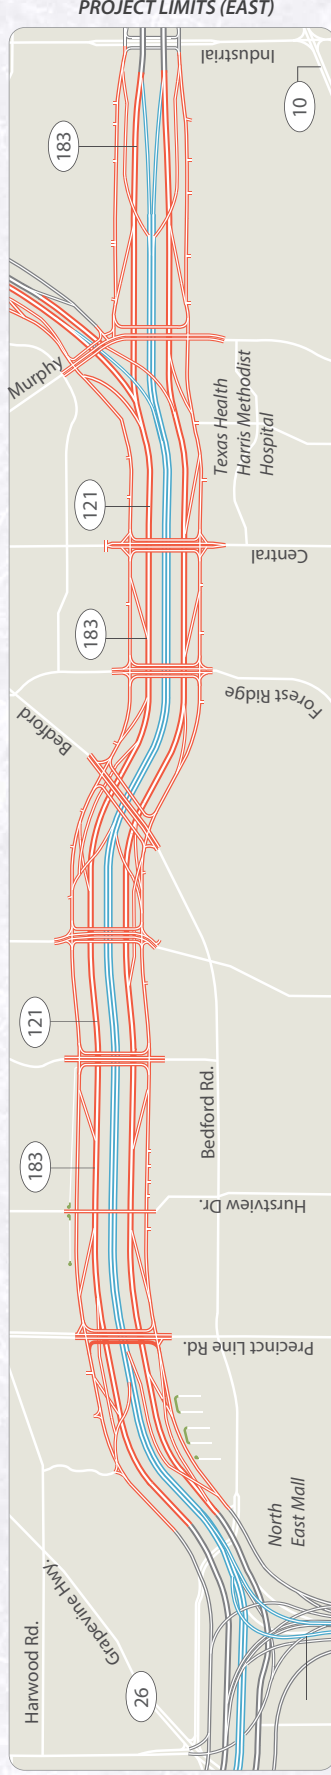 PROJECT LIMITS (EAST)
Industrial
10
183
Murphy
Texas Health
Harris Methodist
Hospital
121
Central
183
Forest Ridge
Bedford
121
Bedford Rd.
183
Hurstview Dr.
Precinct Line Rd.
North
East Mall
Grapevine Hwy.
Harwood Rd.
26